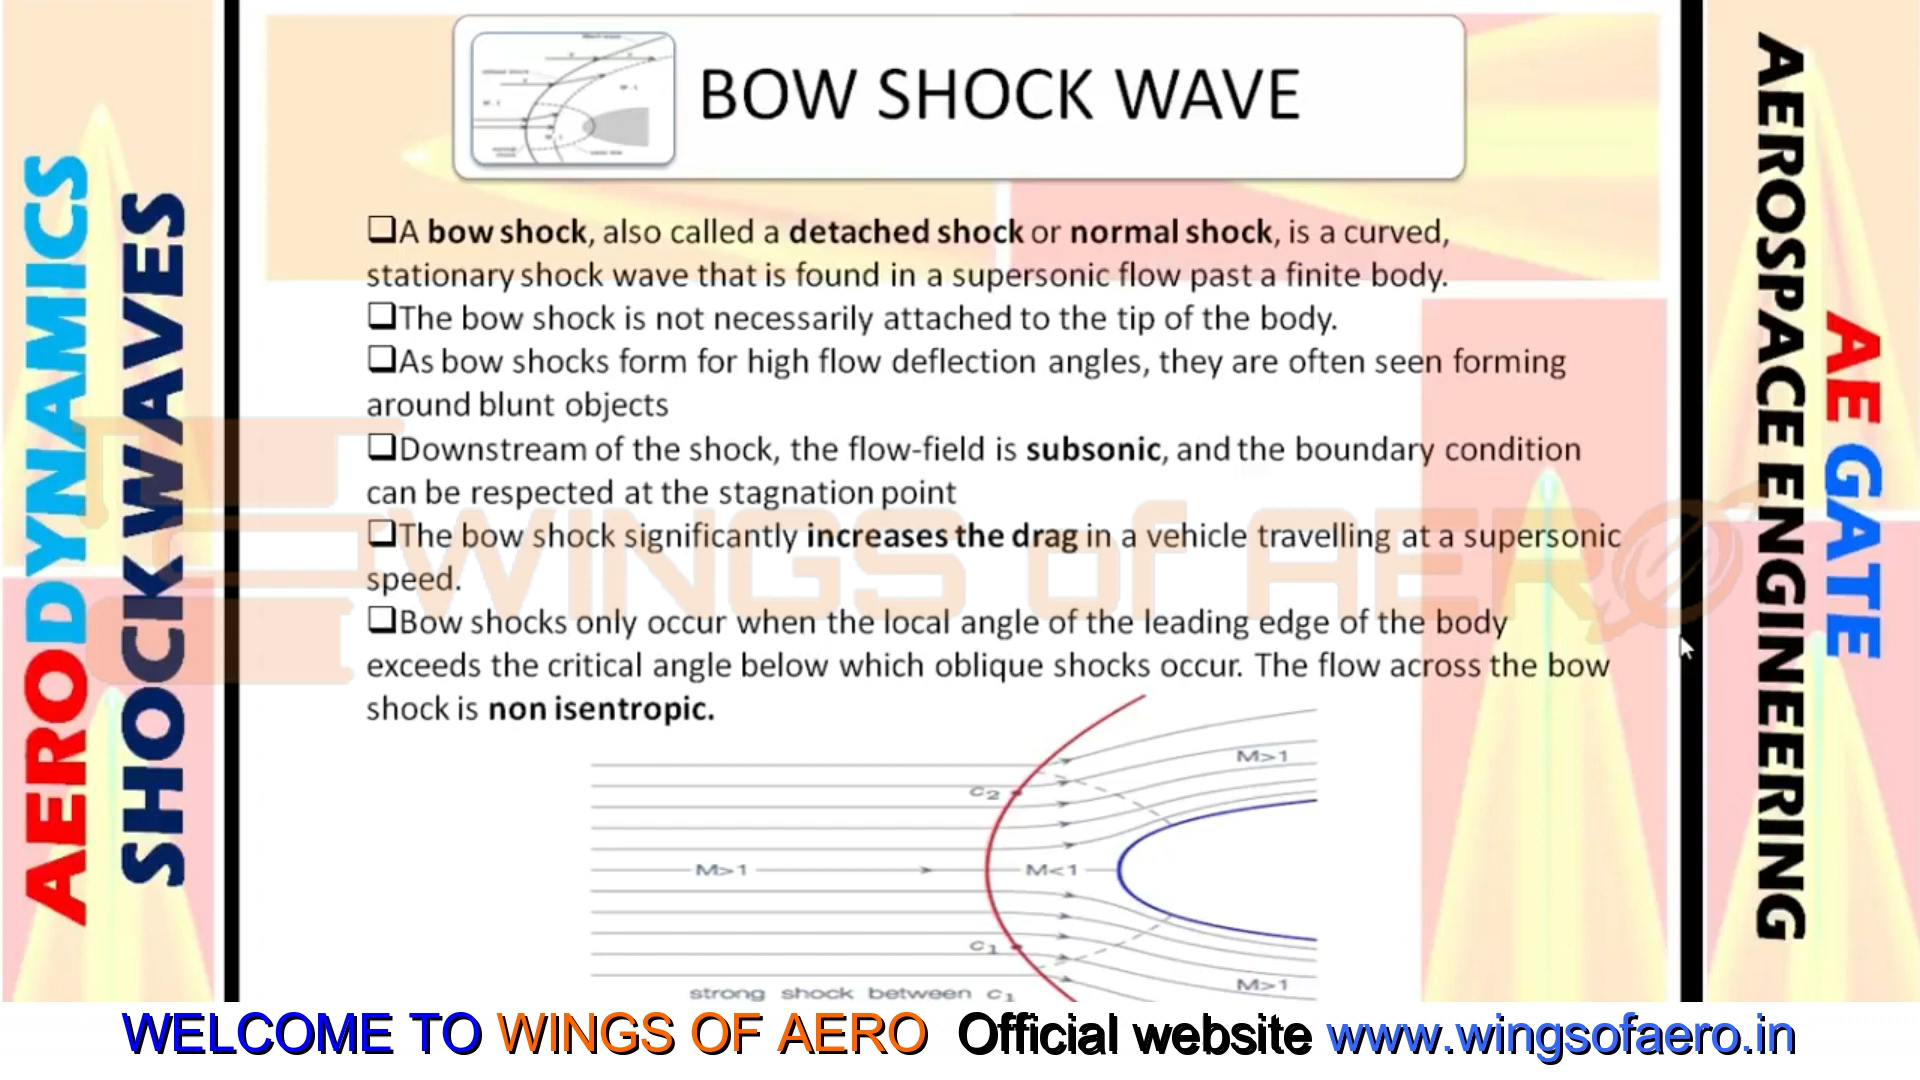 BOW SHOCK WAVE
A bow shock, also called a detached shock or normal shock, is a curved,
stationary shock wave that is found in a supersonic flow past a finite body.
The bow shock is not necessarily attached to the tip of the body.
As bow shocks form for high flow deflection angles, they are often seen forming
around blunt objects
Downstream of the shock, the flow-field is subsonic, and the boundary condition
can be respected at the stagnation point
The bow shock significantly increases the drag in a vehicle travelling at a supersonic
speed.
Bow shocks only occur when the local angle of the leading edge of the body
exceeds the critical angle below which oblique shocks occur. The flow across the bow
shock is non isentropic.
M>1
c2
M>1
M<1
c1
M>1
strong shock between c1
AERODYNAMICS
SHOCK WAVES
AEROSPACE ENGINEERING
AE GATE
WINGS of AERO
WELCOME TO WINGS OF AERO Official website www.wingsofaero.in